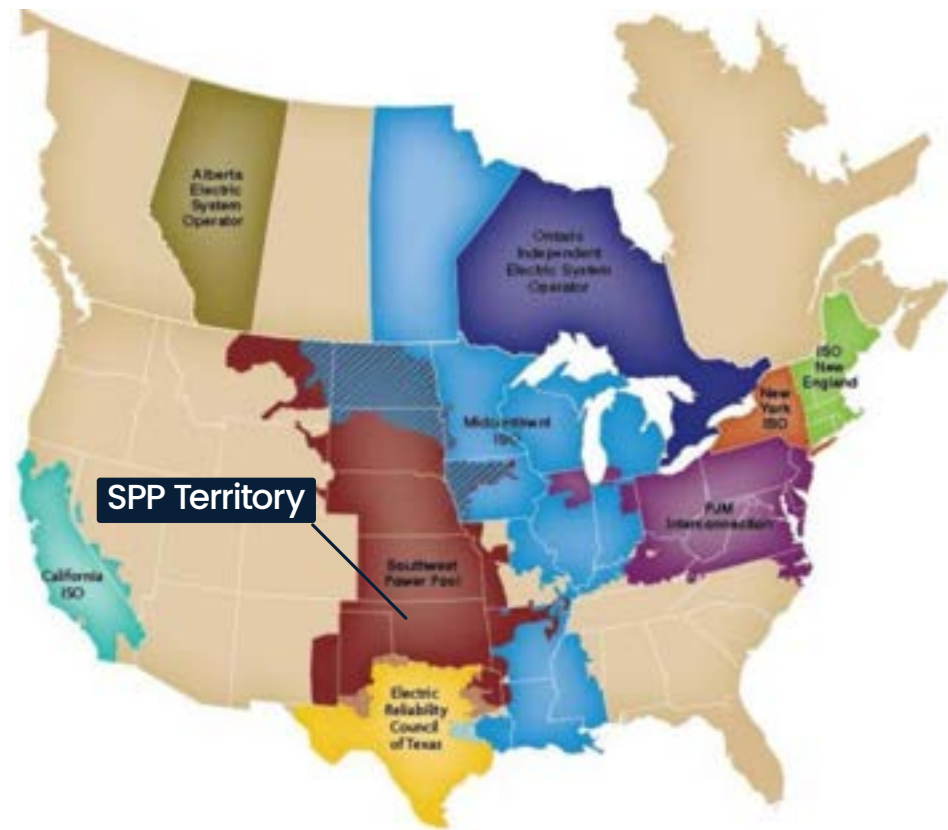 Alberta
Electric
System
Operator
Ontario
Independent
Electric System
Operator
ISO
New
England
New
York
ISO
Midcontinent
ISO
SPP Territory
PJM
Interconnection
Southwest
Power Pool
California
ISO
Electric
Reliability
Council
of Texas